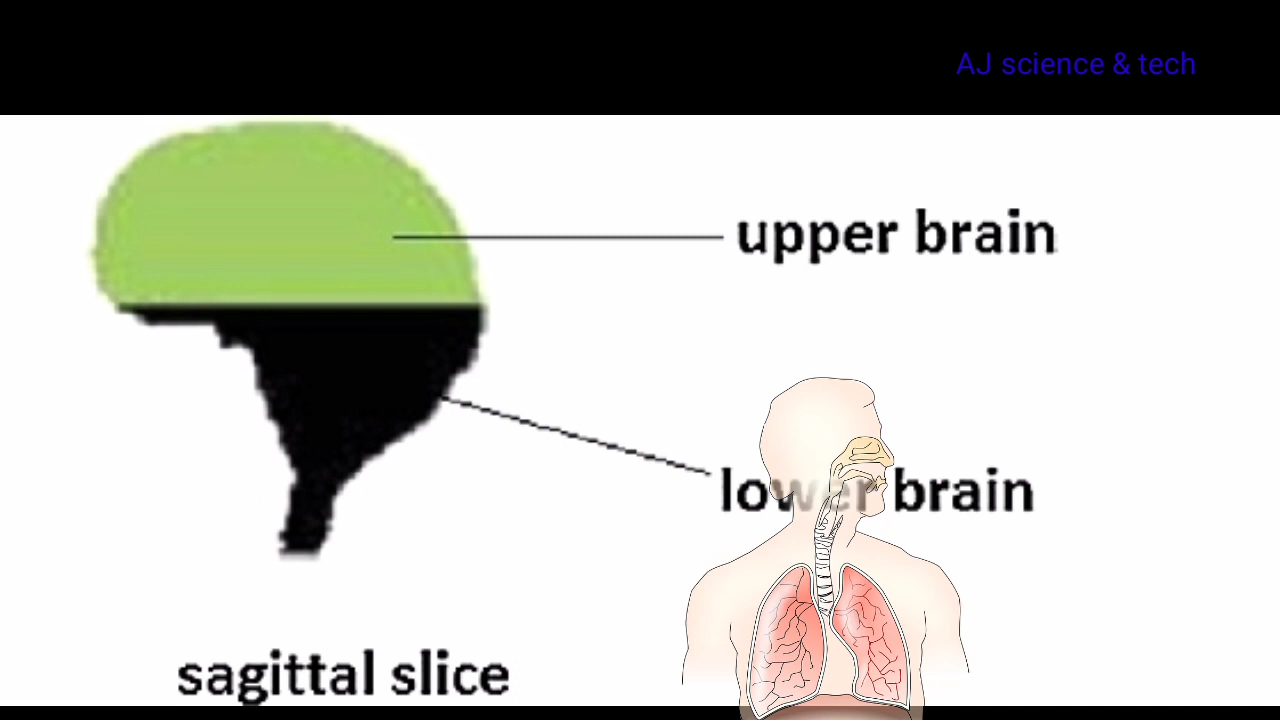 AJ science & tech
upper brain
lower brain
sagittal slice